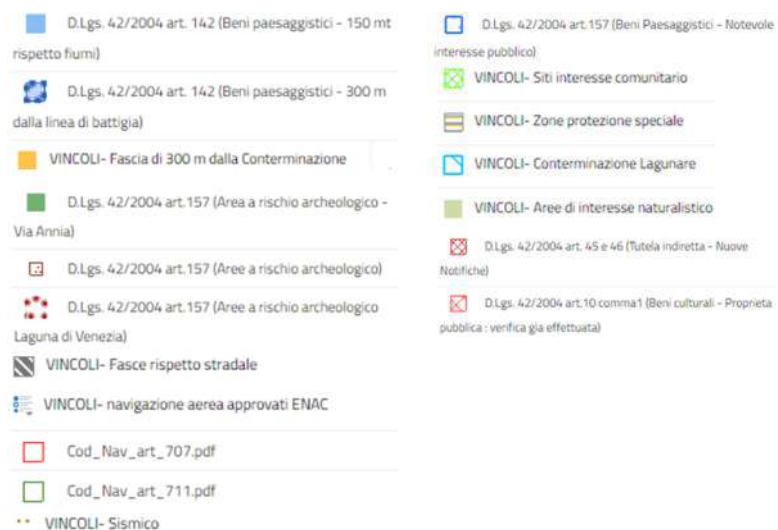 D.Lgs. 42/2004 art. 142 (Beni paesaggistici - 150 mt
rispetto fiumi)
D.Lgs. 42/2004 art. 142 (Beni paesaggistici - 300 m
dalla linea di battigia)
VINCOLI- Fascia di 300 m dalla Conterminazione
D.Lgs. 42/2004 art.157 (Area a rischio archeologico -
Via Annia)
D.Lgs. 42/2004 art.157 (Aree a rischio archeologico)
D.Lgs. 42/2004 art.157 (Aree a rischio archeologico
Laguna di Venezia)
VINCOLI- Fasce rispetto stradale
VINCOLI- navigazione aerea approvati ENAC
Cod_Nav_art_707.pdf
Cod_Nav_art_711.pdf
VINCOLI- Sismico
D.Lgs. 42/2004 art.157 (Beni Paesaggistici - Notevole
interesse pubblico)
VINCOLI- Siti interesse comunitario
VINCOLI- Zone protezione speciale
VINCOLI- Conterminazione Lagunare
VINCOLI- Aree di interesse naturalistico
D.Lgs. 42/2004 art. 45 e 46 (Tutela indiretta - Nuove
Notifiche)
D.Lgs. 42/2004 art.10 comma1 (Beni culturali - Proprieta
pubblica : verifica gia effettuata)